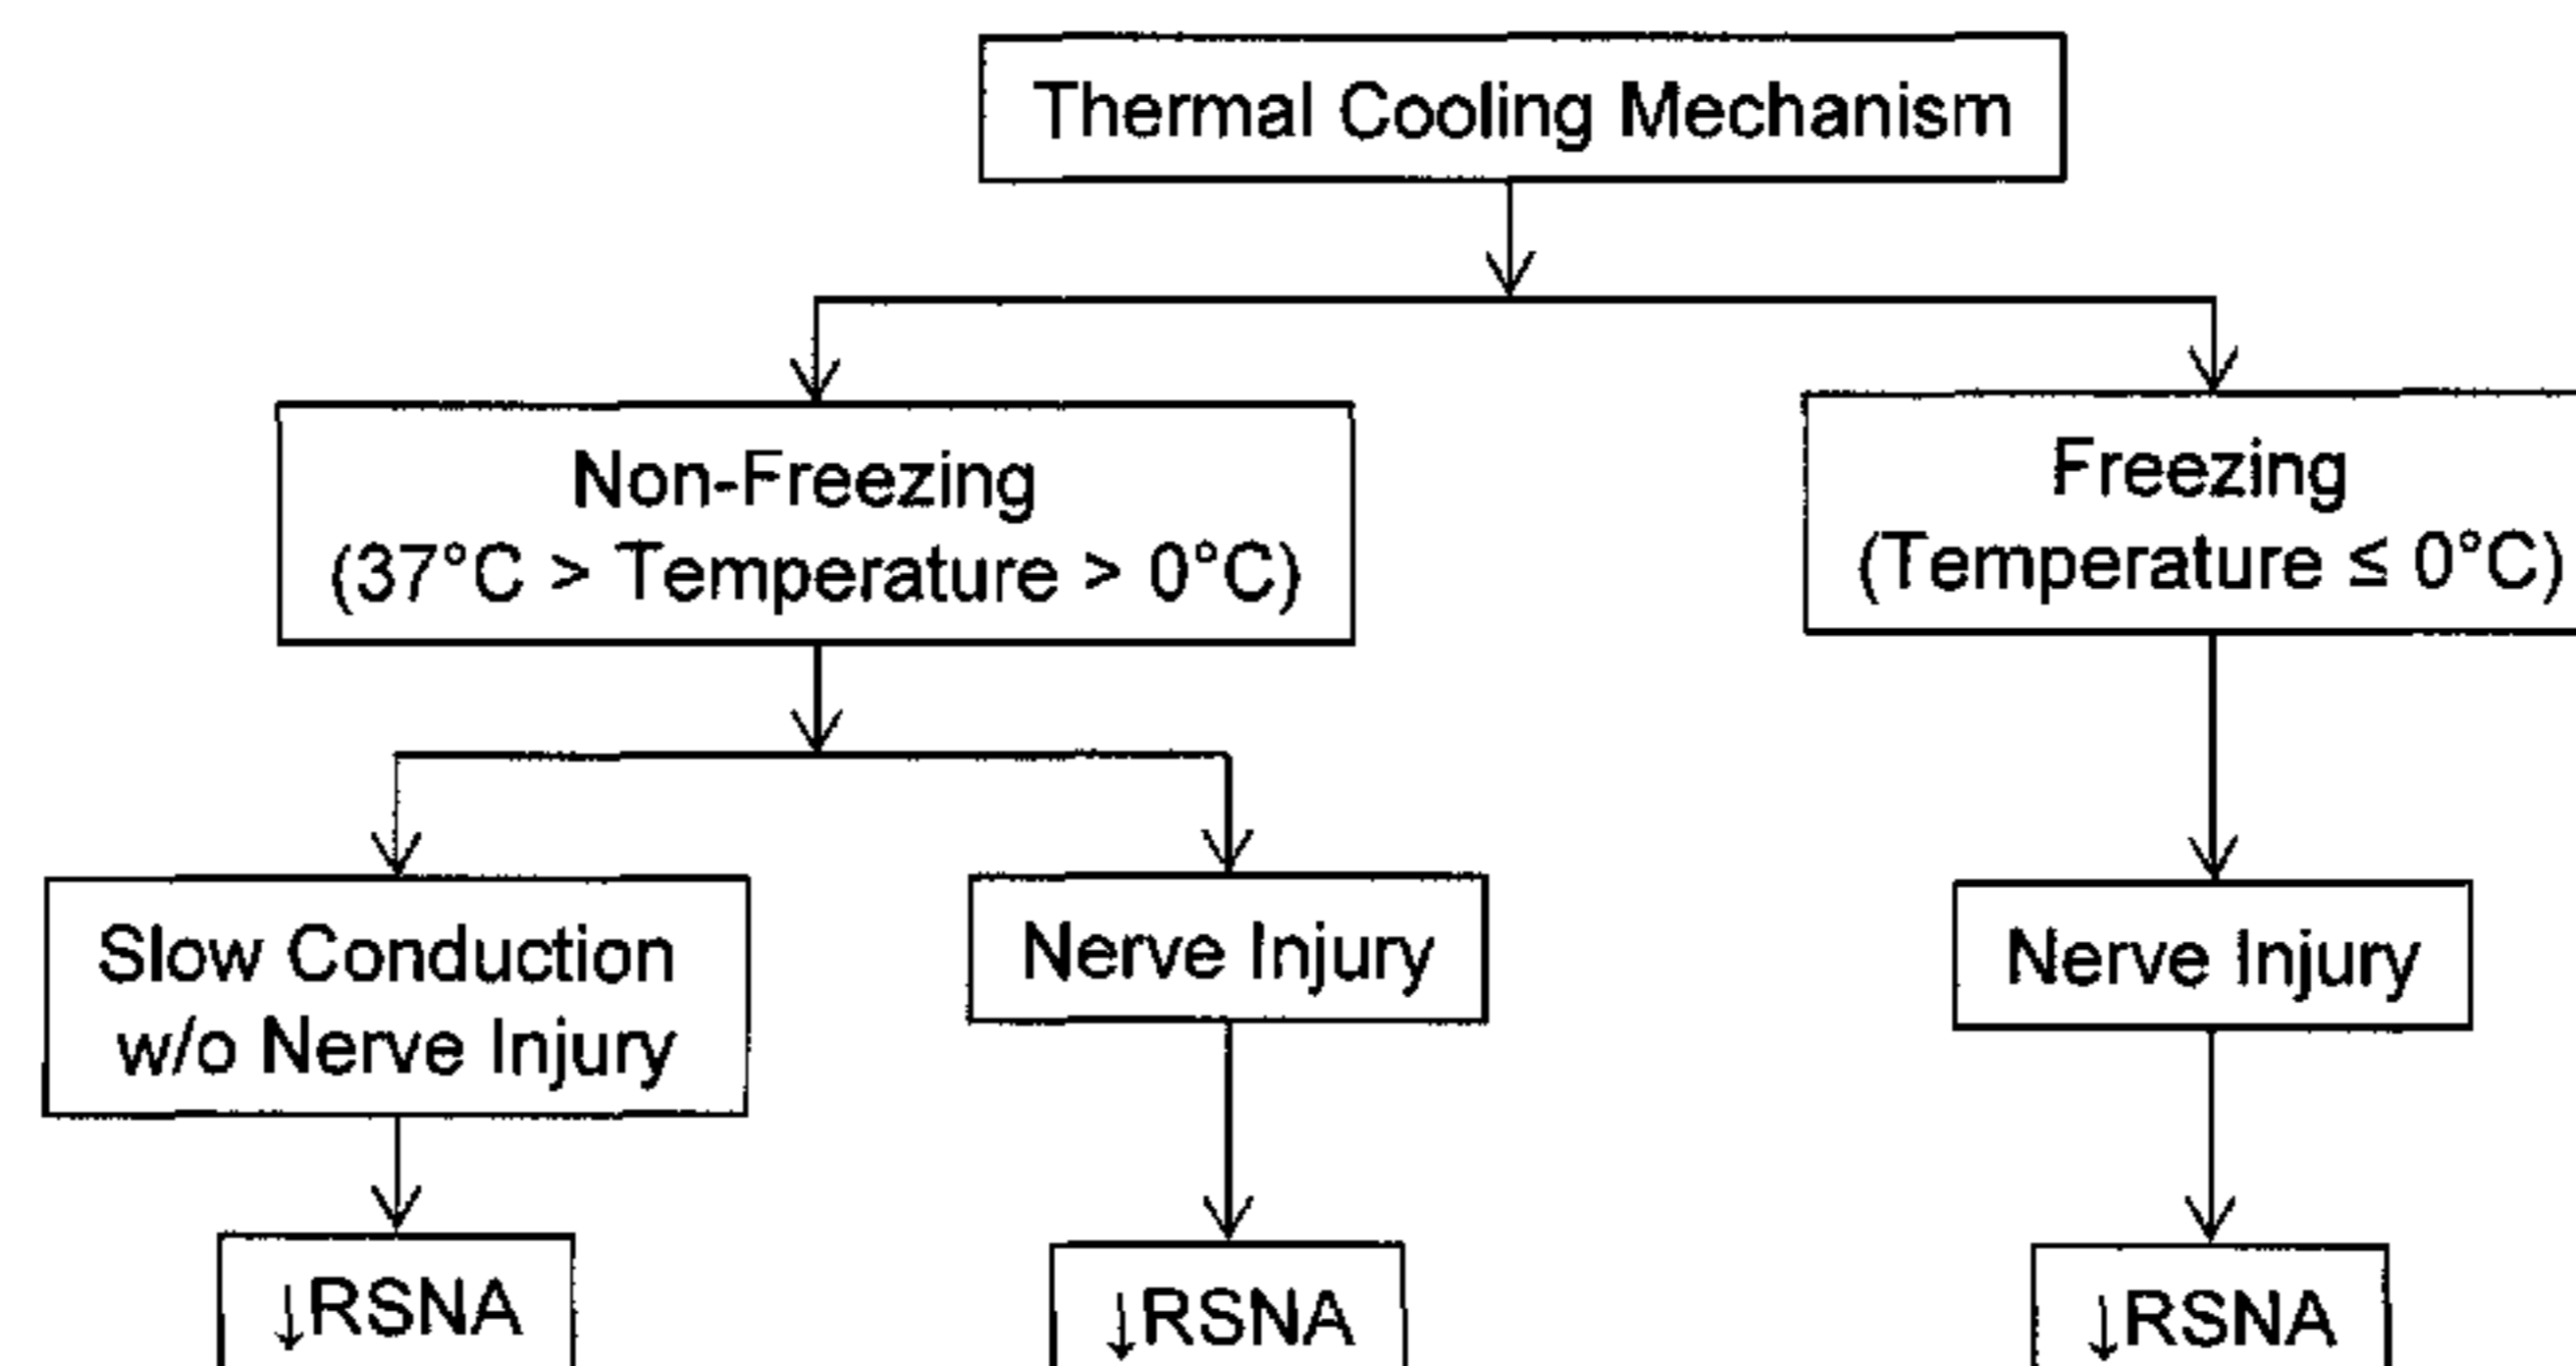 Thermal Cooling Mechanism
Non-Freezing
(37°C > Temperature > 0°C)
Freezing
(Temperature ≤ 0°C)
Slow Conduction
w/o Nerve Injury
Nerve Injury
Nerve Injury
↓RSNA
↓RSNA
↓RSNA